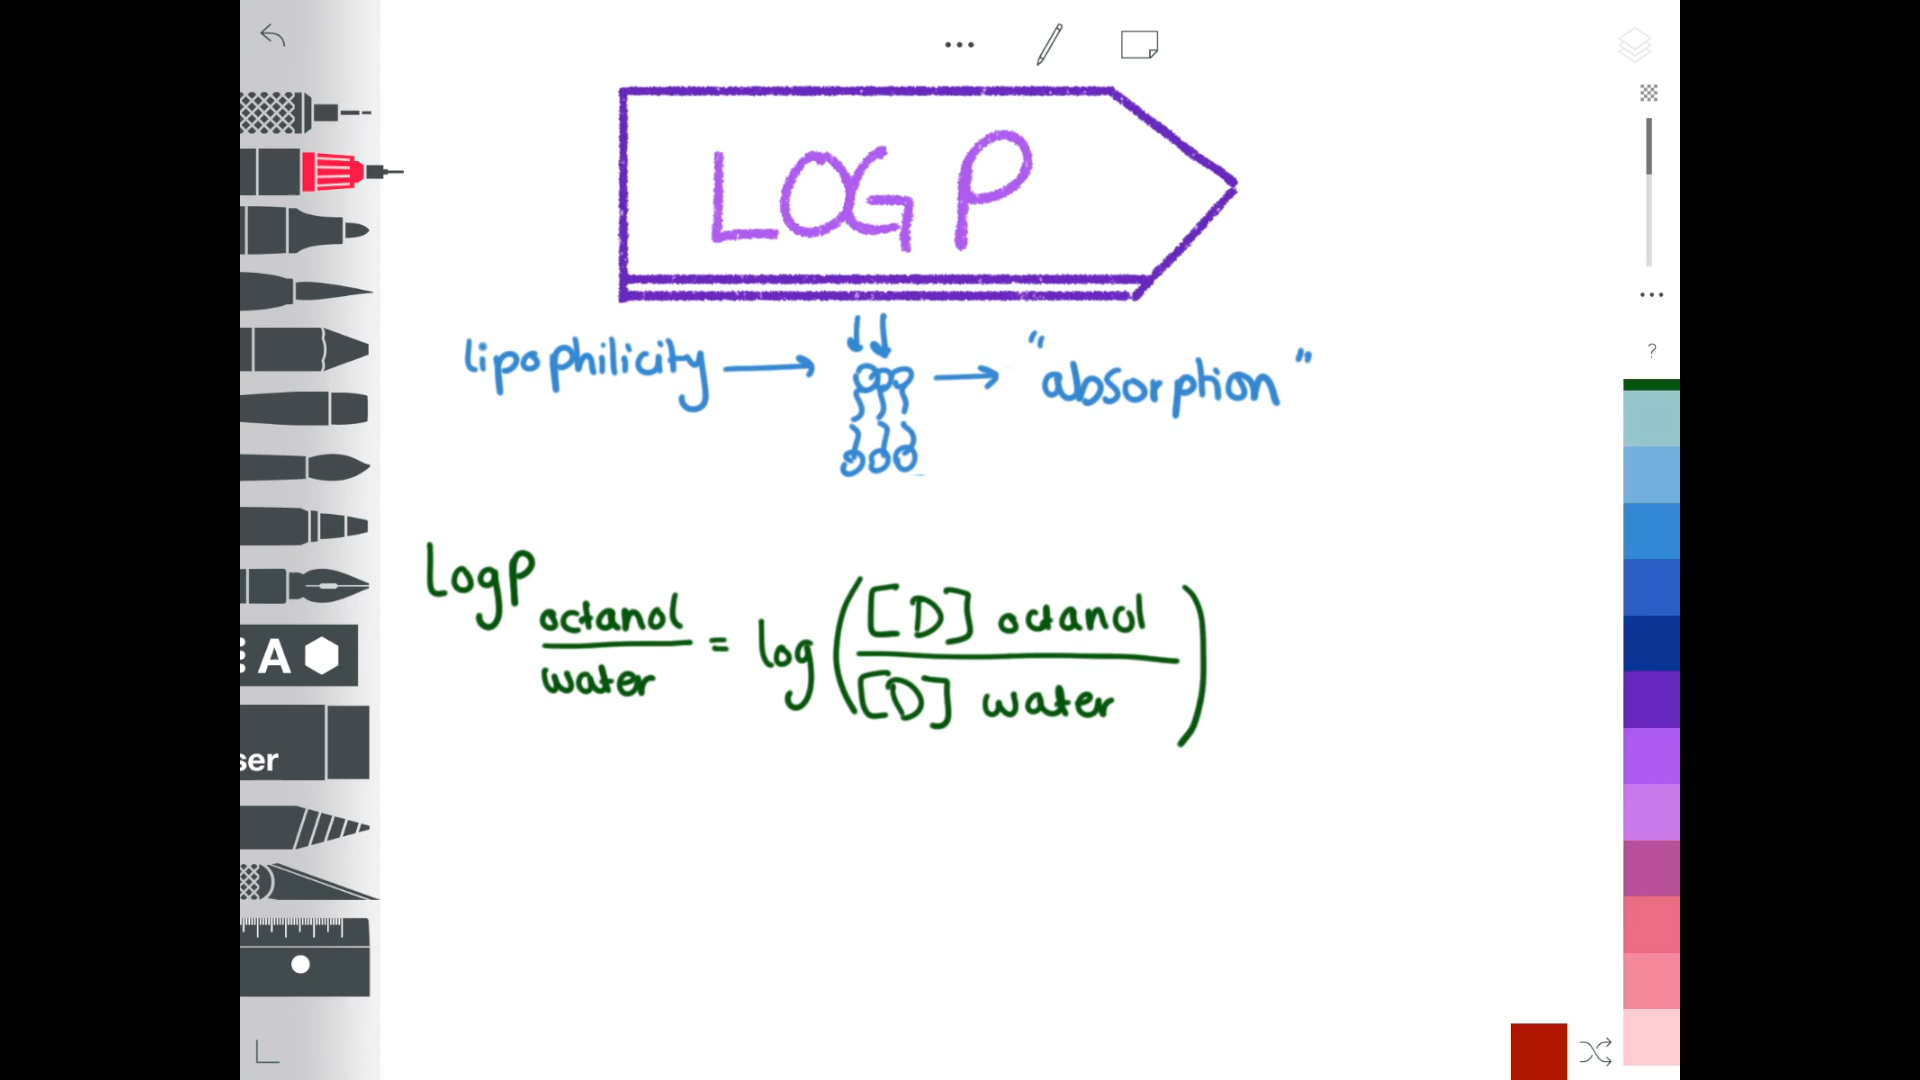 LOG P
lipophilicity → → "absorption"
LogP octanol/water = log([D] octanol / [D] water)
A
ser
?